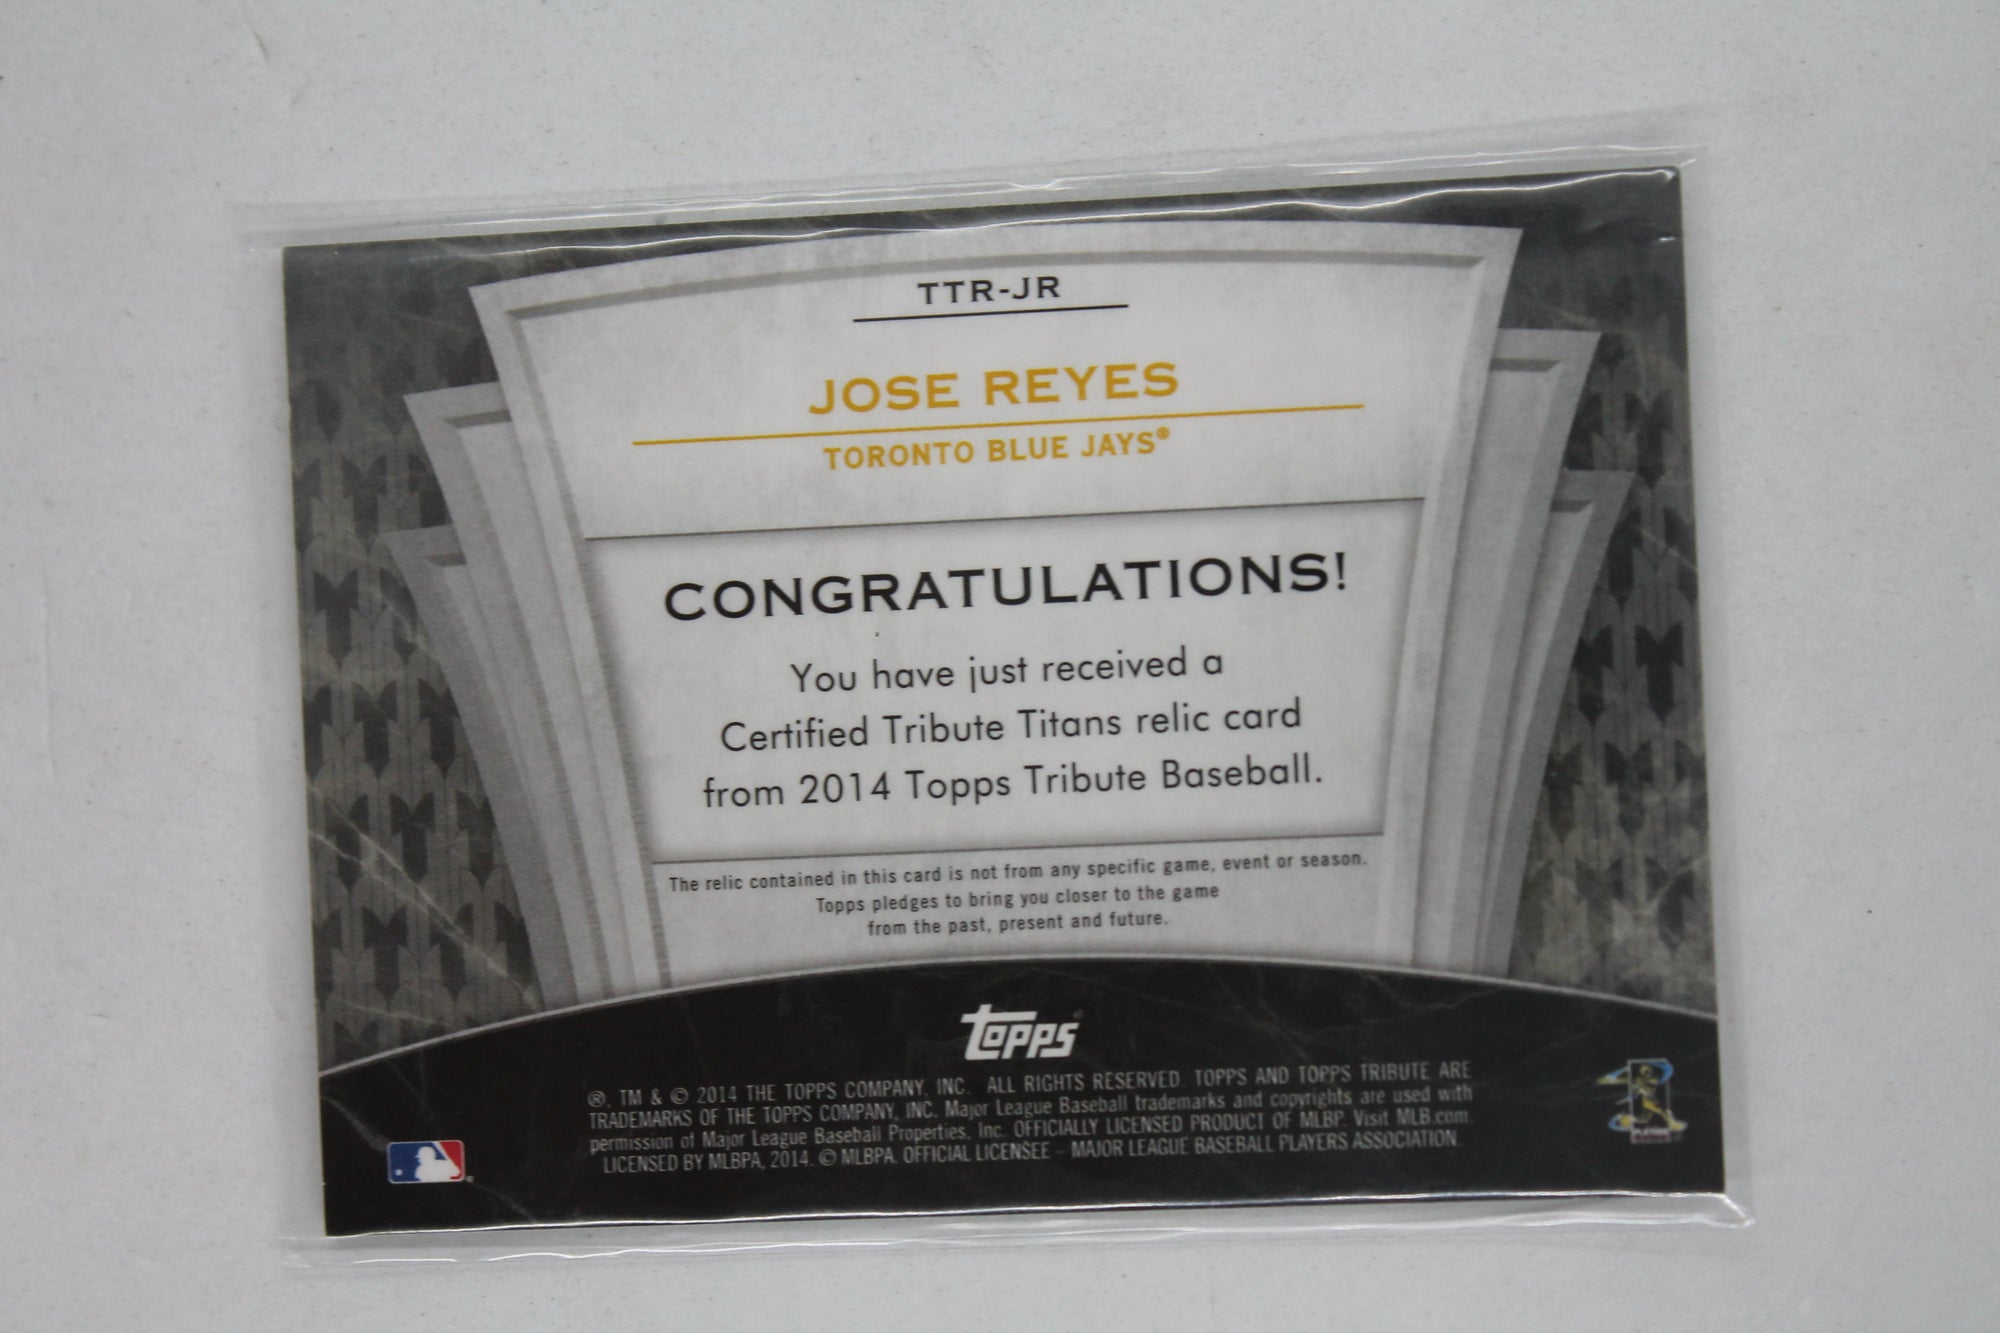 TTR-JR
JOSE REYES
TORONTO BLUE JAYS®
CONGRATULATIONS!
You have just received a
Certified Tribute Titans relic card
from 2014 Topps Tribute Baseball.
The relic contained in this card is not from any specific game, event or season.
Topps pledges to bring you closer to the game
from the past, present and future.
topps
®, TM & © 2014 THE TOPPS COMPANY, INC. ALL RIGHTS RESERVED. TOPPS AND TOPPS TRIBUTE ARE
TRADEMARKS OF THE TOPPS COMPANY, INC. Major League Baseball trademarks and copyrights are used with
permission of Major League Baseball Properties, Inc. OFFICIALLY LICENSED PRODUCT OF MLBP. Visit MLB.com.
LICENSED BY MLBPA, 2014. © MLBPA. OFFICIAL LICENSEE – MAJOR LEAGUE BASEBALL PLAYERS ASSOCIATION